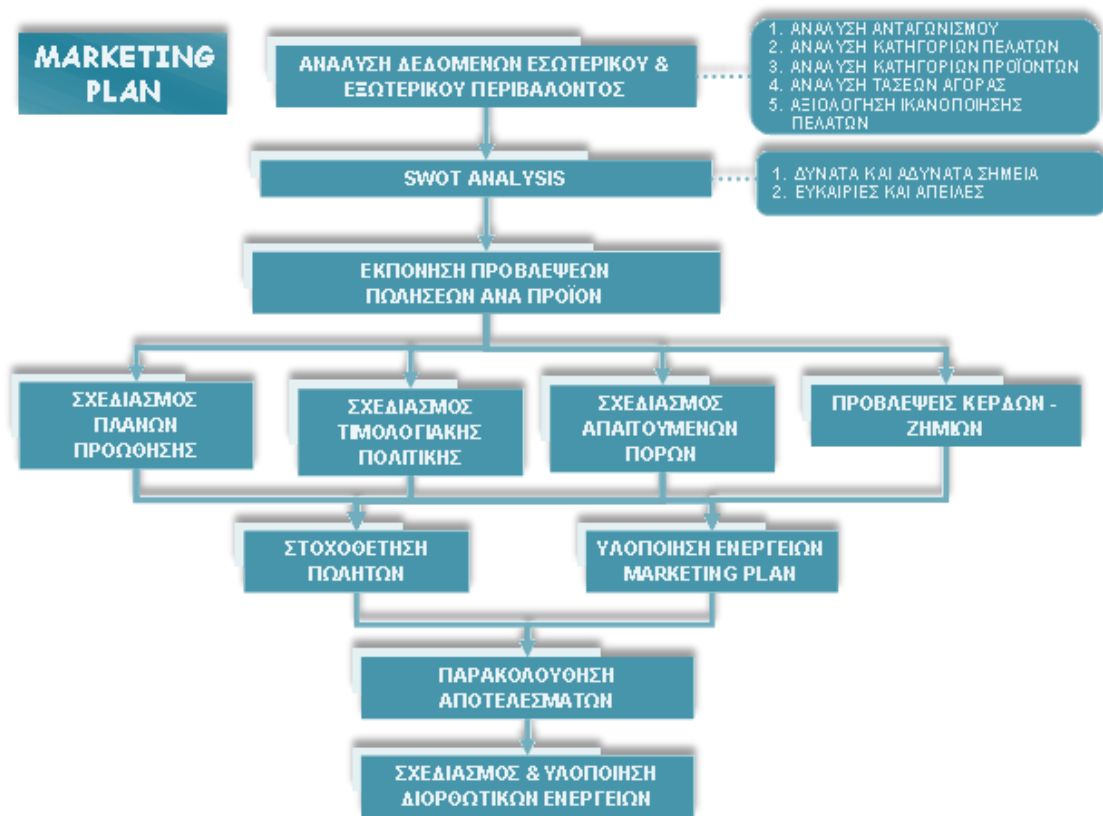 MARKETING
PLAN
ΑΝΑΛΥΣΗ ΔΕΔΟΜΕΝΩΝ ΕΣΩΤΕΡΙΚΟΥ &
ΕΞΩΤΕΡΙΚΟΥ ΠΕΡΙΒΑΛΟΝΤΟΣ
1. ΑΝΑΛΥΣΗ ΑΝΤΑΓΩΝΙΣΜΟΥ
2. ΑΝΑΛΥΣΗ ΚΑΤΗΓΟΡΙΩΝ ΠΕΛΑΤΩΝ
3. ΑΝΑΛΥΣΗ ΚΑΤΗΓΟΡΙΩΝ ΠΡΟΪΟΝΤΩΝ
4. ΑΝΑΛΥΣΗ ΤΑΣΕΩΝ ΑΓΟΡΑΣ
5. ΑΞΙΟΛΟΓΗΣΗ ΙΚΑΝΟΠΟΙΗΣΗΣ
ΠΕΛΑΤΩΝ
SWOT ANALYSIS
1. ΔΥΝΑΤΑ ΚΑΙ ΑΔΥΝΑΤΑ ΣΗΜΕΙΑ
2. ΕΥΚΑΙΡΙΕΣ ΚΑΙ ΑΠΕΙΛΕΣ
ΕΚΠΟΝΗΣΗ ΠΡΟΒΛΕΨΕΩΝ
ΠΩΛΗΣΕΩΝ ΑΝΑ ΠΡΟΪΟΝ
ΣΧΕΔΙΑΣΜΟΣ
ΠΛΑΝΩΝ
ΠΡΟΩΘΗΣΗΣ
ΣΧΕΔΙΑΣΜΟΣ
ΤΙΜΟΛΟΓΙΑΚΗΣ
ΠΟΛΙΤΙΚΗΣ
ΣΧΕΔΙΑΣΜΟΣ
ΑΠΑΙΤΟΥΜΕΝΩΝ
ΠΟΡΩΝ
ΠΡΟΒΛΕΨΕΙΣ ΚΕΡΔΩΝ -
ΖΗΜΙΩΝ
ΣΤΟΧΟΘΕΤΗΣΗ
ΠΩΛΗΤΩΝ
ΥΛΟΠΟΙΗΣΗ ΕΝΕΡΓΕΙΩΝ
MARKETING PLAN
ΠΑΡΑΚΟΛΟΥΘΗΣΗ
ΑΠΟΤΕΛΕΣΜΑΤΩΝ
ΣΧΕΔΙΑΣΜΟΣ & ΥΛΟΠΟΙΗΣΗ
ΔΙΟΡΘΩΤΙΚΩΝ ΕΝΕΡΓΕΙΩΝ